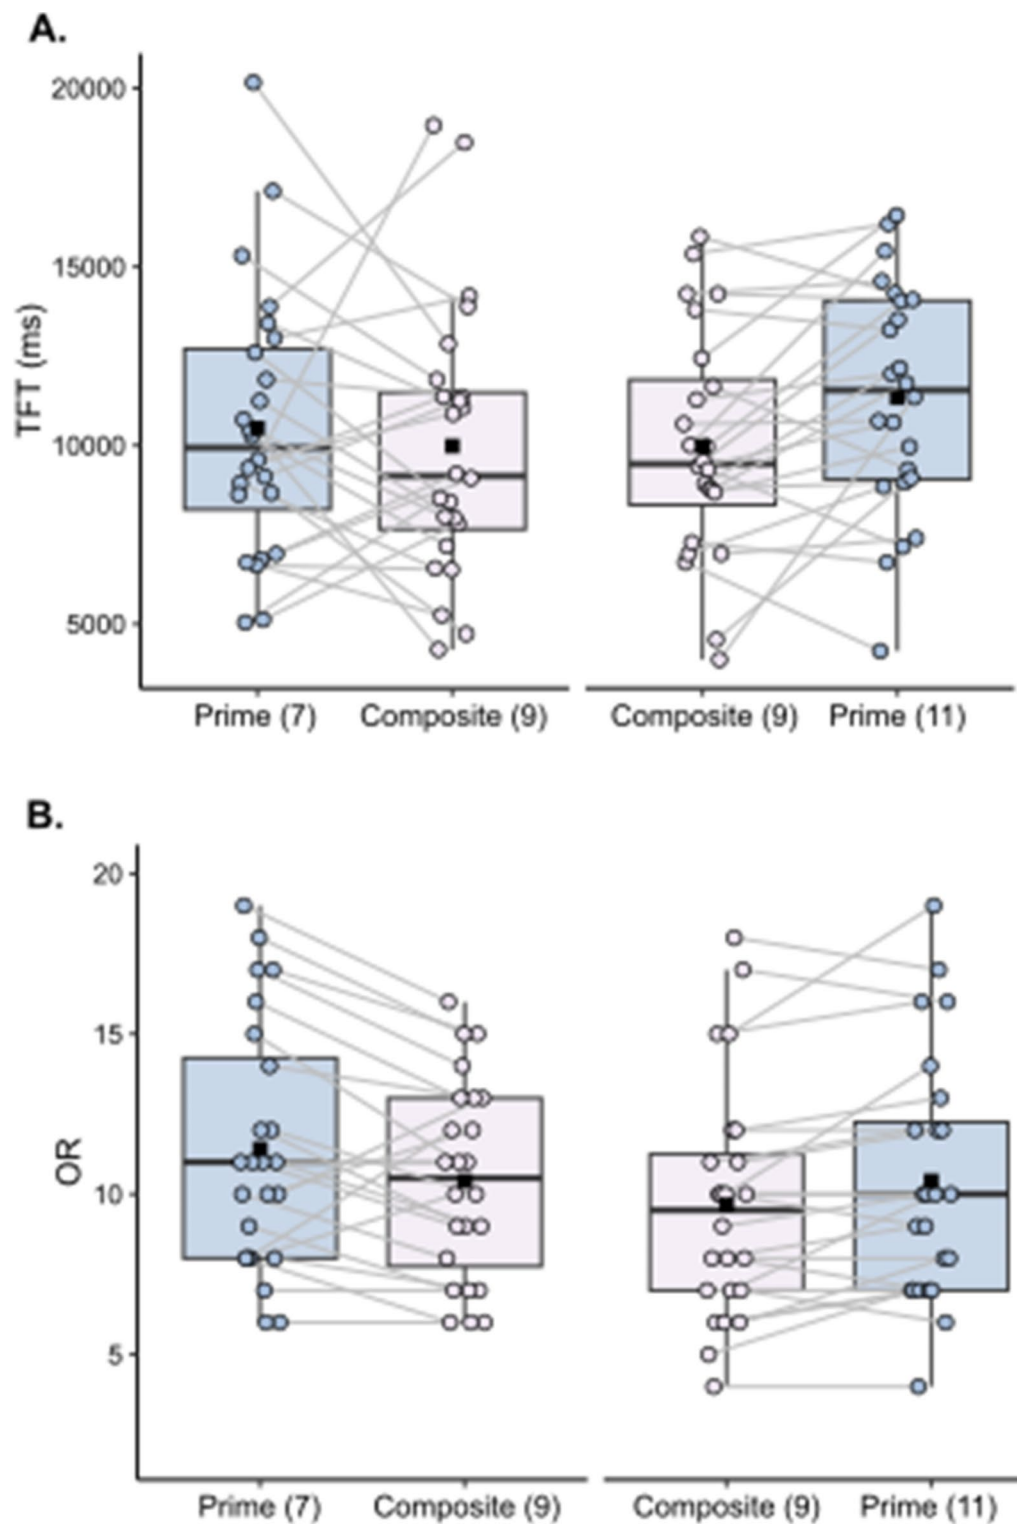 A.
20000
15000
10000
5000
TFT (ms)
Prime (7) Composite (9) Composite (9) Prime (11)
B.
20
15
10
5
OR
Prime (7) Composite (9) Composite (9) Prime (11)